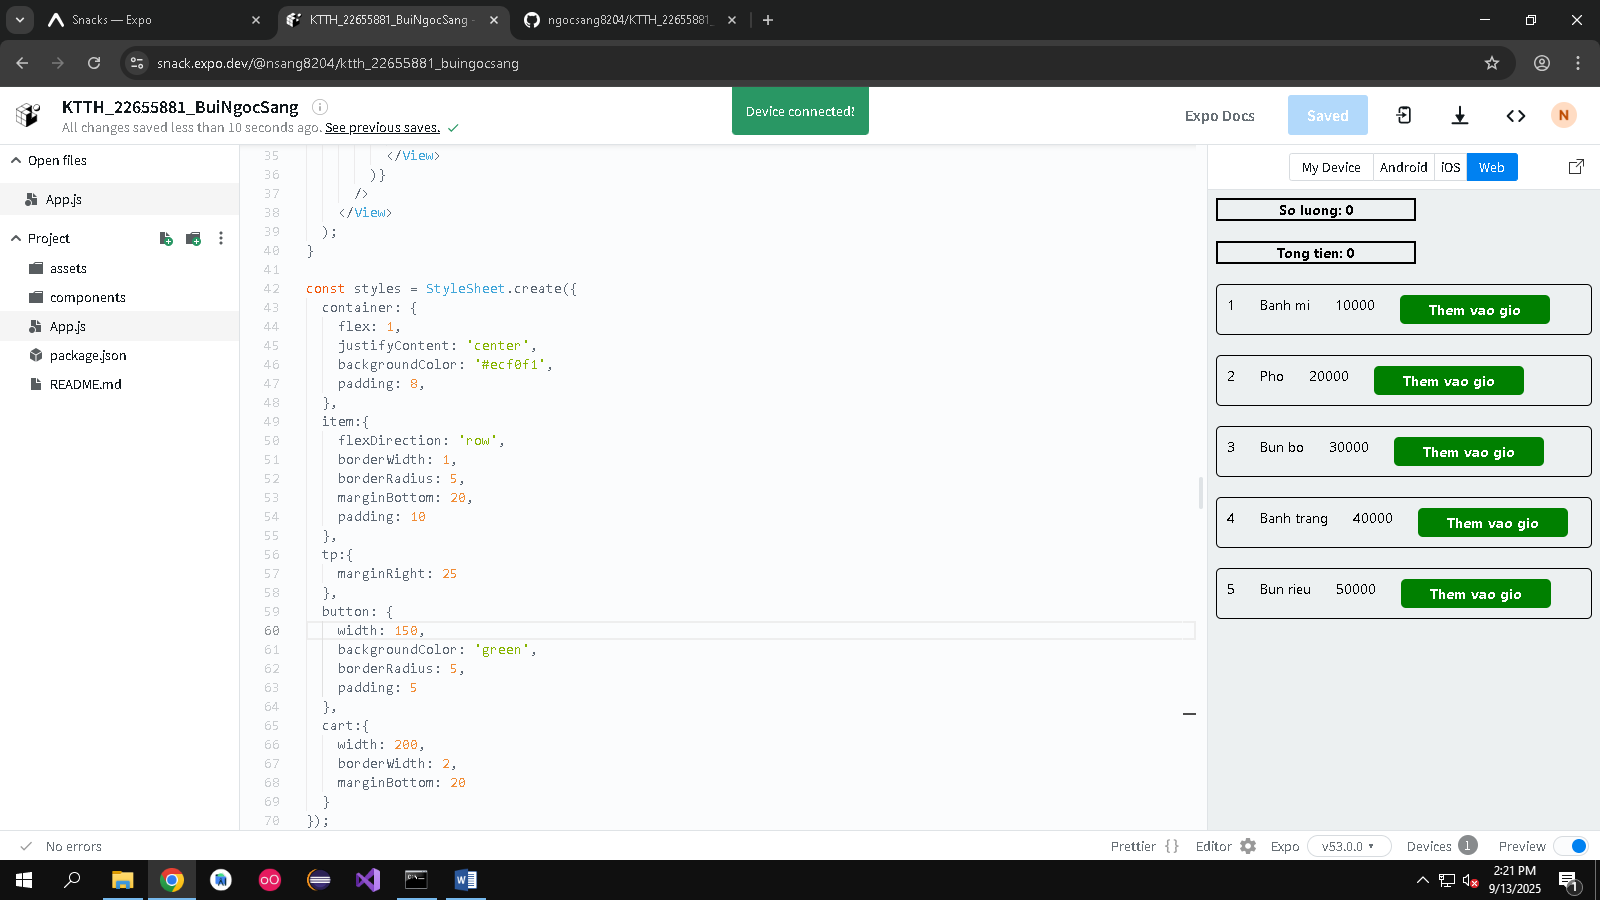 Snacks — Expo
KTTH_22655881_BuiNgocSang -
ngocsang8204/KTTH_22655881_
snack.expo.dev/@nsang8204/ktth_22655881_buingocsang
KTTH_22655881_BuiNgocSang
All changes saved less than 10 seconds ago. See previous saves.
Device connected!
Expo Docs
Saved
N
Open files
App.js
Project
assets
components
App.js
package.json
README.md
35 </View>
36 )}
37 />
38 </View>
39 );
40 }
41
42 const styles = StyleSheet.create({
43 container: {
44 flex: 1,
45 justifyContent: 'center',
46 backgroundColor: '#ecf0f1',
47 padding: 8,
48 },
49 item:{
50 flexDirection: 'row',
51 borderWidth: 1,
52 borderRadius: 5,
53 marginBottom: 20,
54 padding: 10
55 },
56 tp:{
57 marginRight: 25
58 },
59 button: {
60 width: 150,
61 backgroundColor: 'green',
62 borderRadius: 5,
63 padding: 5
64 },
65 cart:{
66 width: 200,
67 borderWidth: 2,
68 marginBottom: 20
69 }
70 });
My Device Android iOS Web
So luong: 0
Tong tien: 0
1 Banh mi 10000 Them vao gio
2 Pho 20000 Them vao gio
3 Bun bo 30000 Them vao gio
4 Banh trang 40000 Them vao gio
5 Bun rieu 50000 Them vao gio
No errors
Prettier {} Editor Expo v53.0.0 Devices 1 Preview
2:21 PM
9/13/2025
1